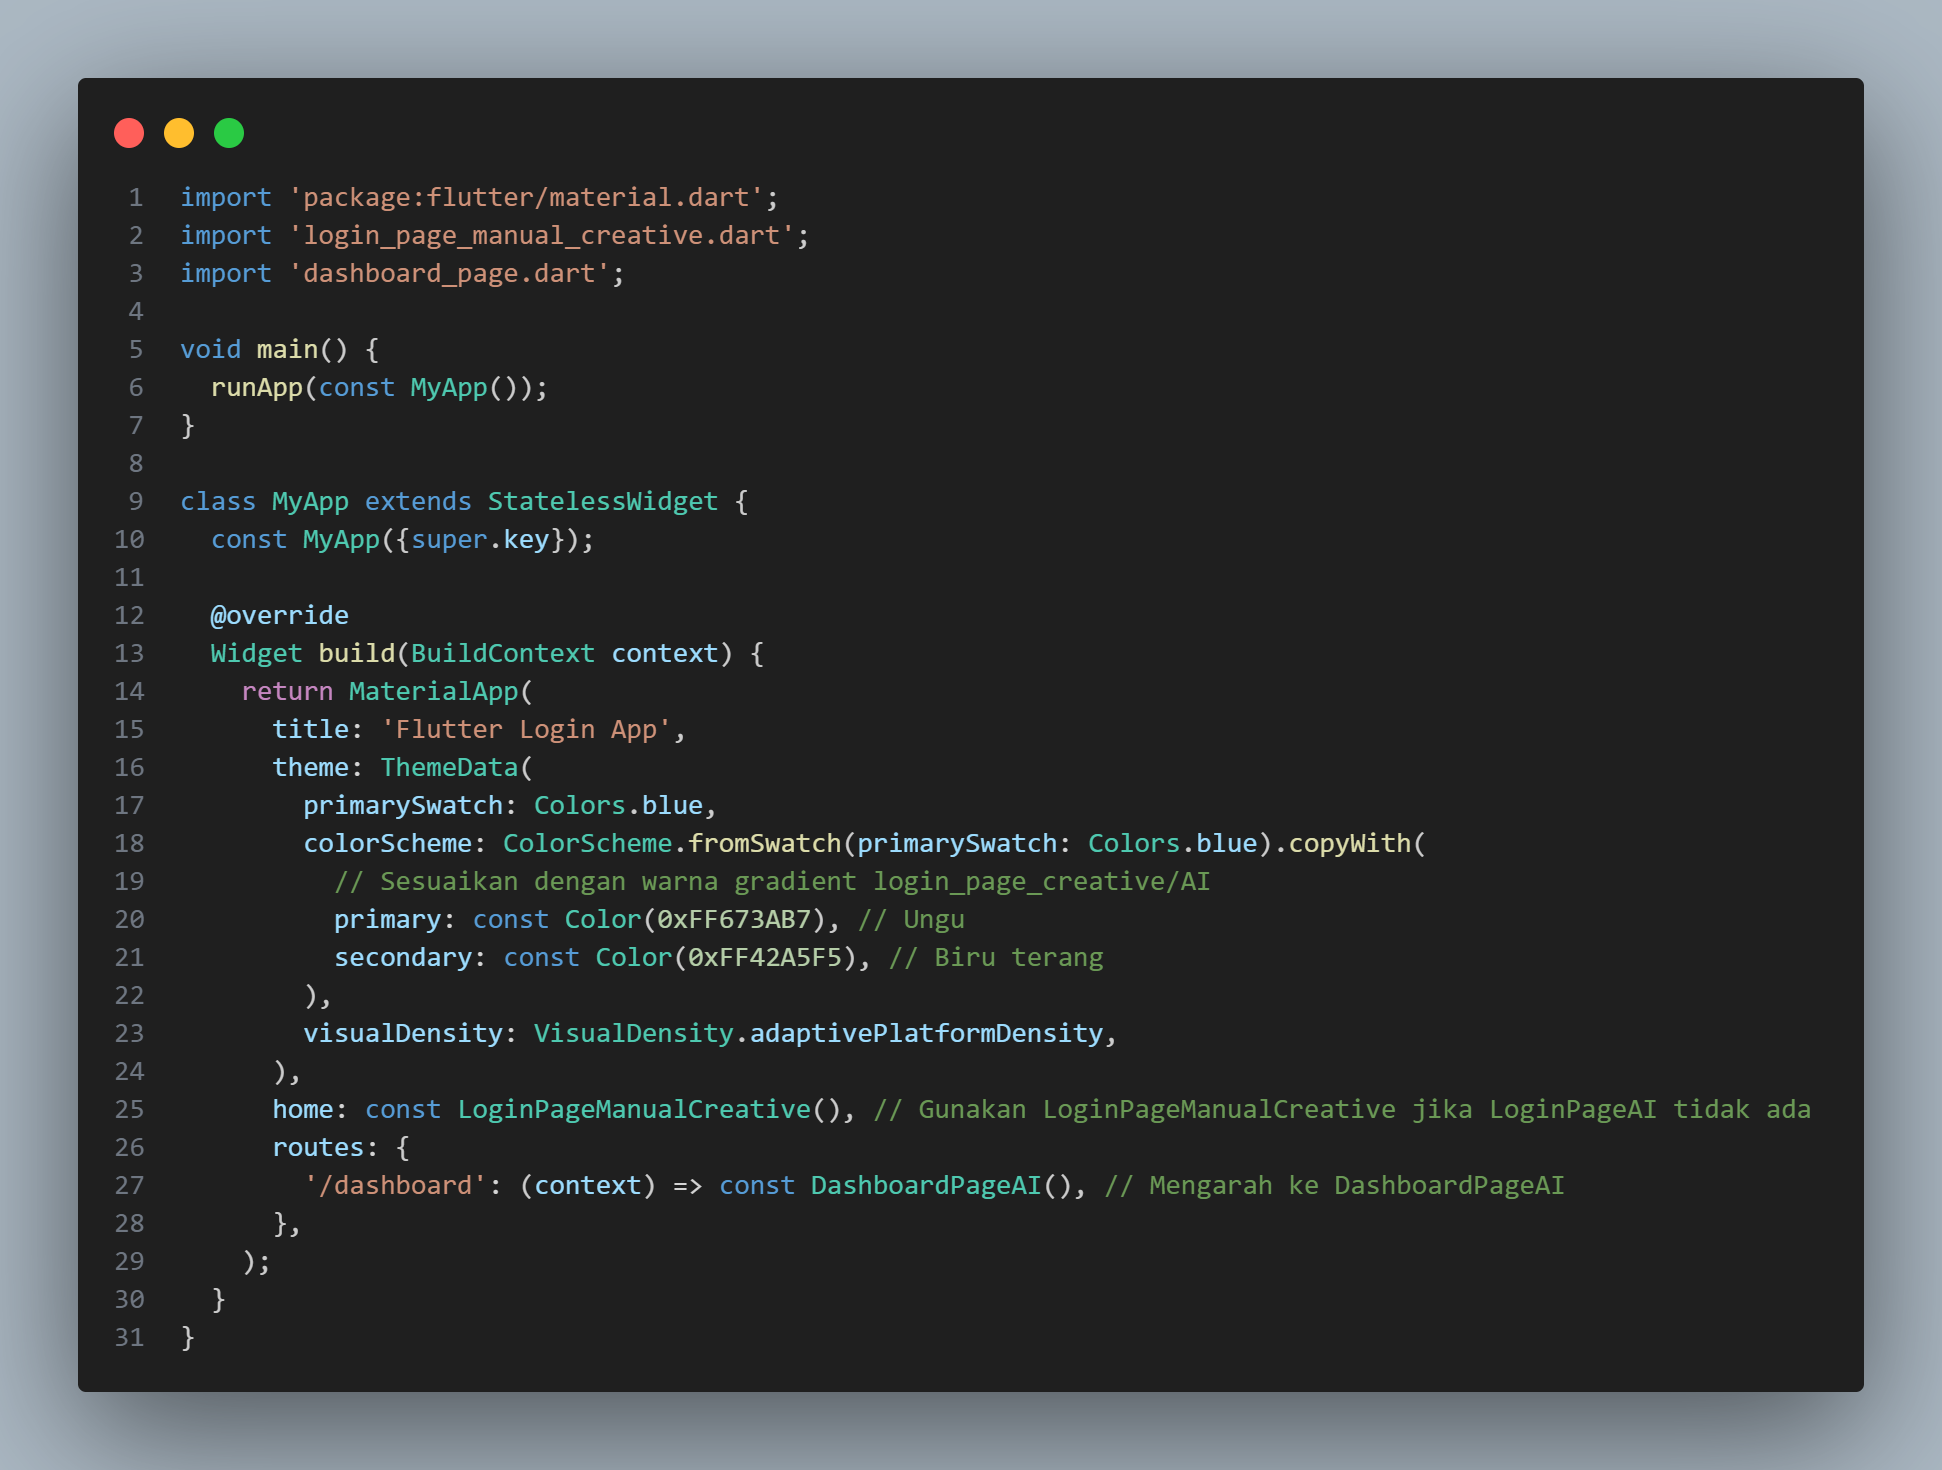 1 import 'package:flutter/material.dart';
2 import 'login_page_manual_creative.dart';
3 import 'dashboard_page.dart';
4
5 void main() {
6   runApp(const MyApp());
7 }
8
9 class MyApp extends StatelessWidget {
10   const MyApp({super.key});
11
12   @override
13   Widget build(BuildContext context) {
14     return MaterialApp(
15       title: 'Flutter Login App',
16       theme: ThemeData(
17         primarySwatch: Colors.blue,
18         colorScheme: ColorScheme.fromSwatch(primarySwatch: Colors.blue).copyWith(
19           // Sesuaikan dengan warna gradient login_page_creative/AI
20           primary: const Color(0xFF673AB7), // Ungu
21           secondary: const Color(0xFF42A5F5), // Biru terang
22         ),
23         visualDensity: VisualDensity.adaptivePlatformDensity,
24       ),
25       home: const LoginPageManualCreative(), // Gunakan LoginPageManualCreative jika LoginPageAI tidak ada
26       routes: {
27         '/dashboard': (context) => const DashboardPageAI(), // Mengarah ke DashboardPageAI
28       },
29     );
30   }
31 }